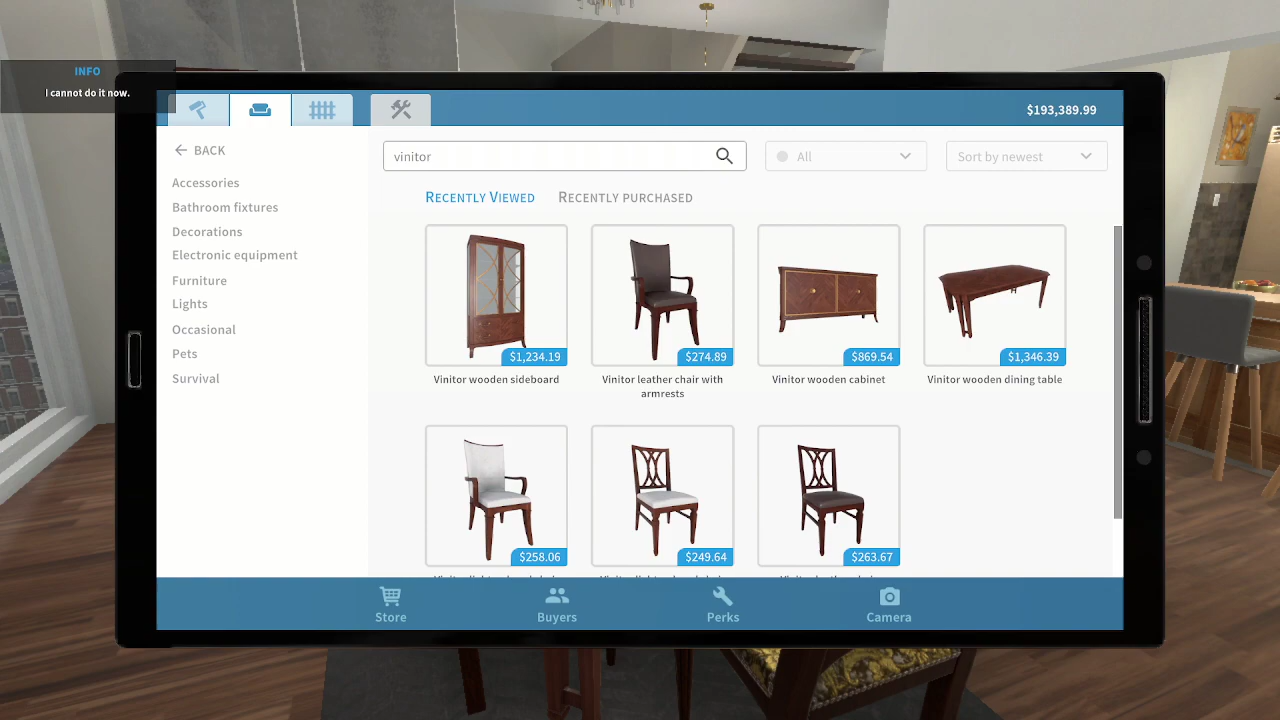 INFO
I cannot do it now.
$193,389.99
BACK
Accessories
Bathroom fixtures
Decorations
Electronic equipment
Furniture
Lights
Occasional
Pets
Survival
vinitor
All
Sort by newest
RECENTLY VIEWED
RECENTLY PURCHASED
$1,234.19
Vinitor wooden sideboard
$274.89
Vinitor leather chair with
armrests
$869.54
Vinitor wooden cabinet
$1,346.39
Vinitor wooden dining table
$258.06
$249.64
$263.67
Store
Buyers
Perks
Camera